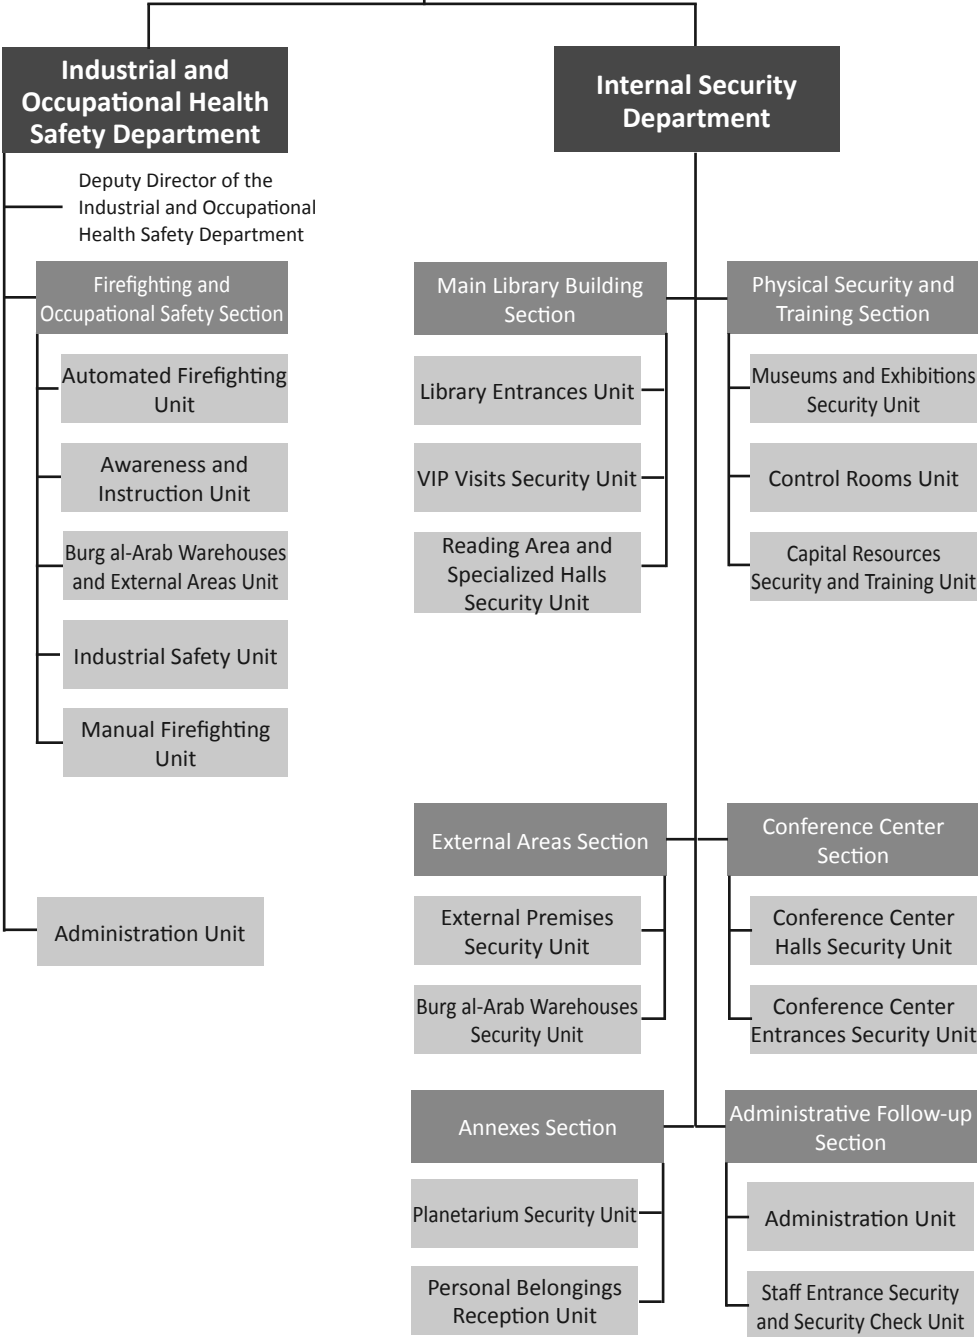 Industrial and
Occupational Health
Safety Department
Deputy Director of the
Industrial and Occupational
Health Safety Department
Firefighting and
Occupational Safety Section
Automated Firefighting
Unit
Awareness and
Instruction Unit
Burg al-Arab Warehouses
and External Areas Unit
Industrial Safety Unit
Manual Firefighting
Unit
Administration Unit
Internal Security
Department
Main Library Building
Section
Library Entrances Unit
VIP Visits Security Unit
Reading Area and
Specialized Halls
Security Unit
Physical Security and
Training Section
Museums and Exhibitions
Security Unit
Control Rooms Unit
Capital Resources
Security and Training Unit
External Areas Section
External Premises
Security Unit
Burg al-Arab Warehouses
Security Unit
Conference Center
Section
Conference Center
Halls Security Unit
Conference Center
Entrances Security Unit
Annexes Section
Planetarium Security Unit
Personal Belongings
Reception Unit
Administrative Follow-up
Section
Administration Unit
Staff Entrance Security
and Security Check Unit